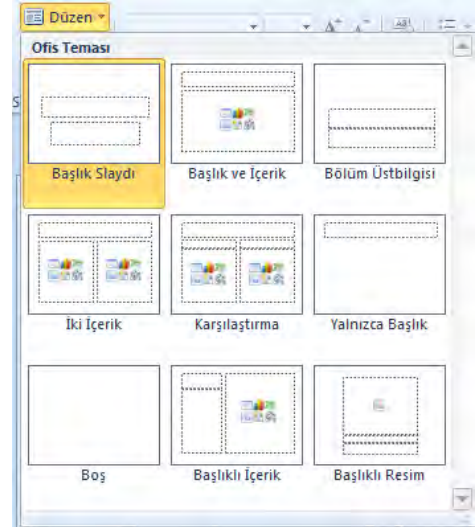 Düzen
Ofis Teması
Başlık Slaydı
Başlık ve İçerik
Bölüm Üstbilgisi
İki İçerik
Karşılaştırma
Yalnızca Başlık
Boş
Başlıklı İçerik
Başlıklı Resim